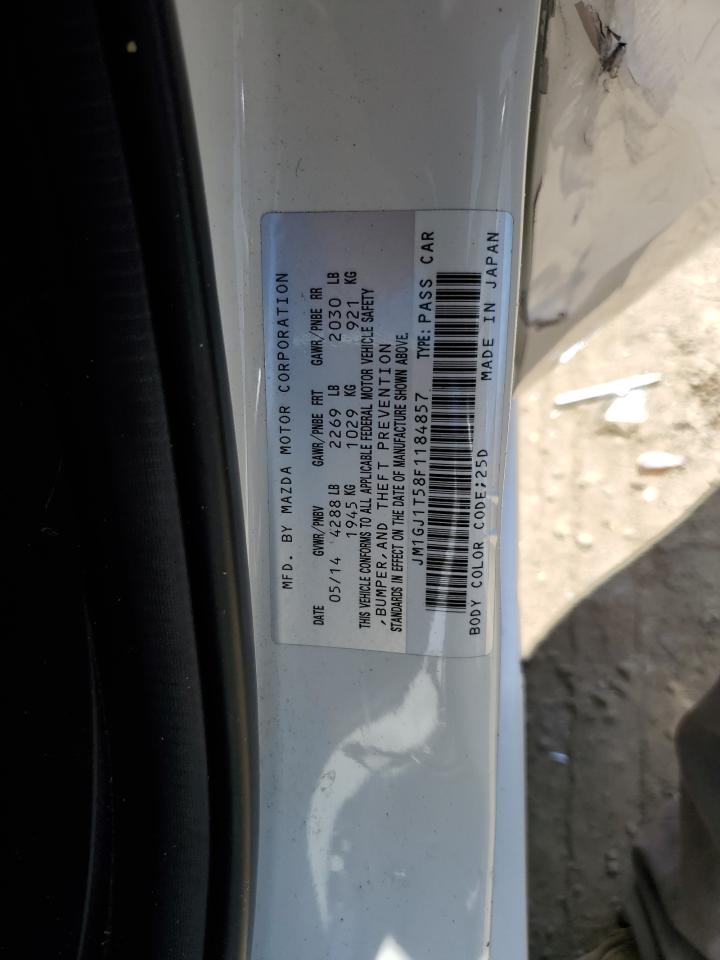 MFD. BY MAZDA MOTOR CORPORATION
DATE GVWR/PNBV GAWR/PNBE FRT GAWR/PNBE RR
05/14 4288 LB 2269 LB 2030 LB
1945 KG 1029 KG 921 KG
THIS VEHICLE CONFORMS TO ALL APPLICABLE FEDERAL MOTOR VEHICLE SAFETY
,BUMPER,AND THEFT PREVENTION
STANDARDS IN EFFECT ON THE DATE OF MANUFACTURE SHOWN ABOVE.
JM1GJ1T58F1184857 TYPE: PASS CAR
BODY COLOR CODE;25D MADE IN JAPAN